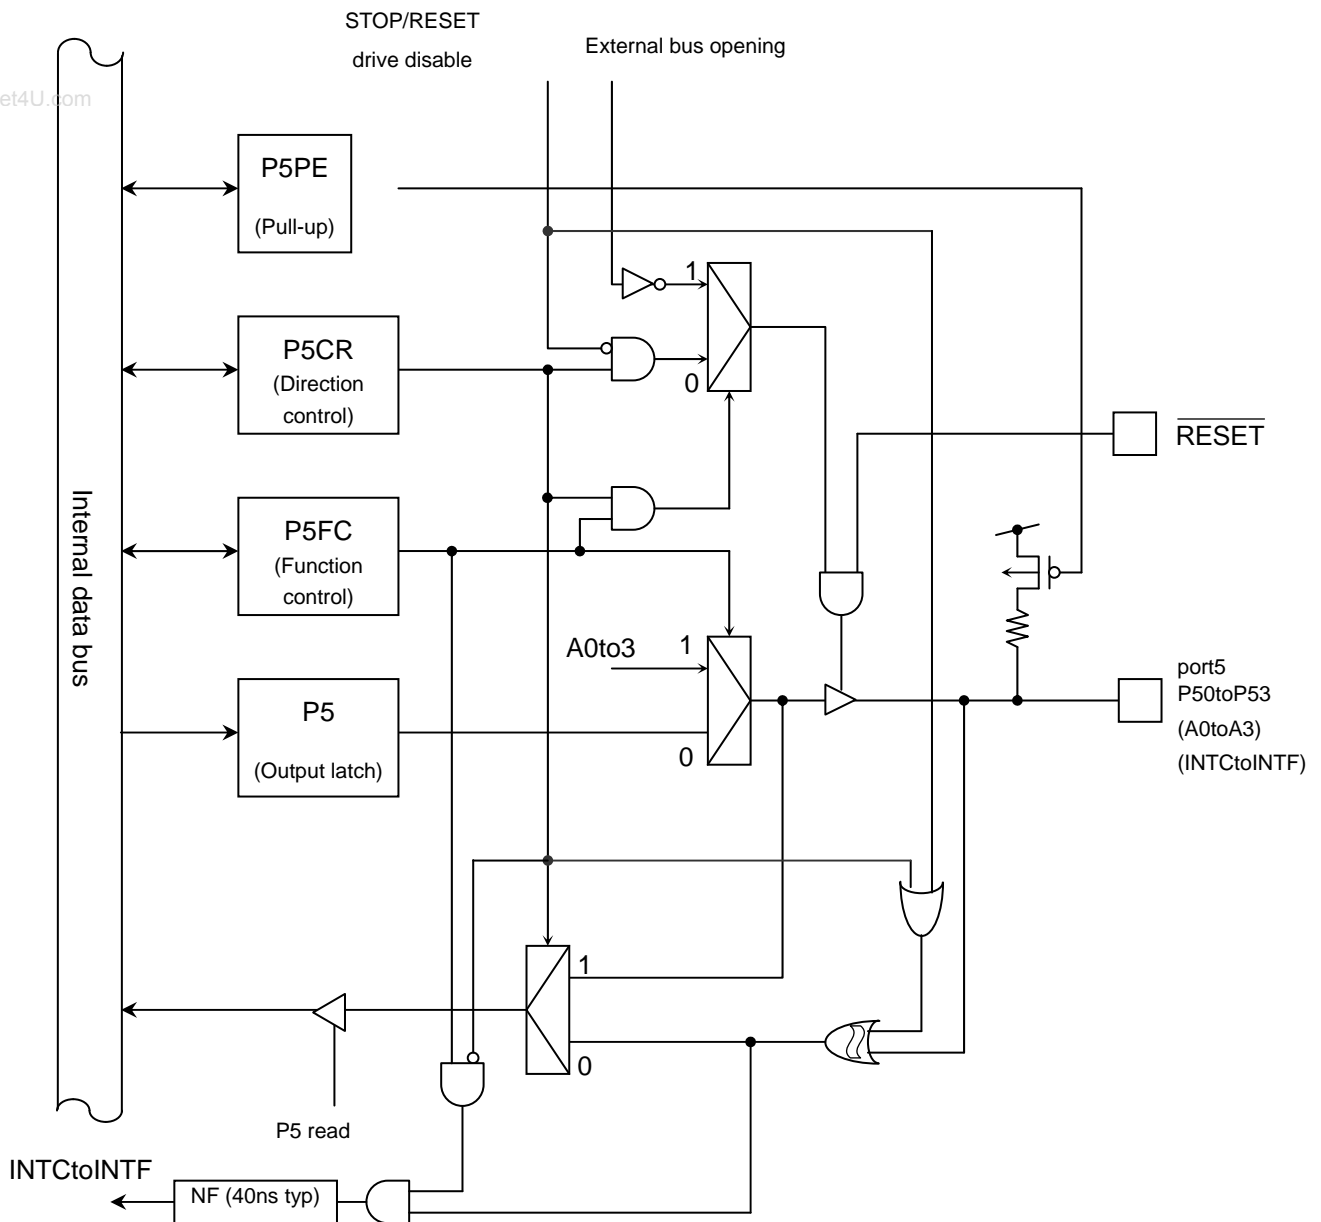 STOP/RESET
drive disable
External bus opening
et4U.com
P5PE
(Pull-up)
1
P5CR
(Direction
control)
0
RESET
Internal data bus
P5FC
(Function
control)
A0to3
1
port5
P50toP53
(A0toA3)
(INTCtoINTF)
P5
(Output latch)
0
1
0
P5 read
INTCtoINTF
NF (40ns typ)